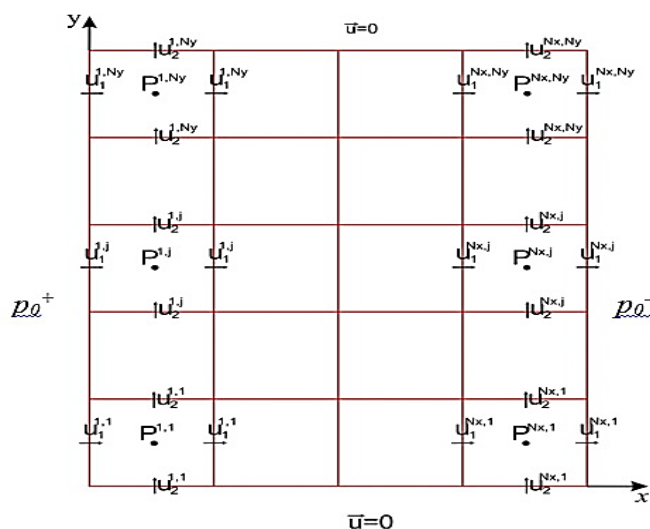 y
u⃗=0
u₂^{1,Ny} u₂^{Nx,Ny}
u₁^{1,Ny} P^{1,Ny} u₁^{1,Ny} u₁^{Nx,Ny} P^{Nx,Ny} u₁^{Nx,Ny}
u₂^{1,Ny} u₂^{Nx,Ny}
u₂^{1,j} u₂^{Nx,j}
u₁^{1,j} P^{1,j} u₁^{1,j} u₁^{Nx,j} P^{Nx,j} u₁^{Nx,j}
p₀⁺ p₀⁻
u₂^{1,j} u₂^{Nx,j}
u₂^{1,1} u₂^{Nx,1}
u₁^{1,1} P^{1,1} u₁^{1,1} u₁^{Nx,1} P^{Nx,1} u₁^{Nx,1}
u₂^{1,1} u₂^{Nx,1}
x
u⃗=0